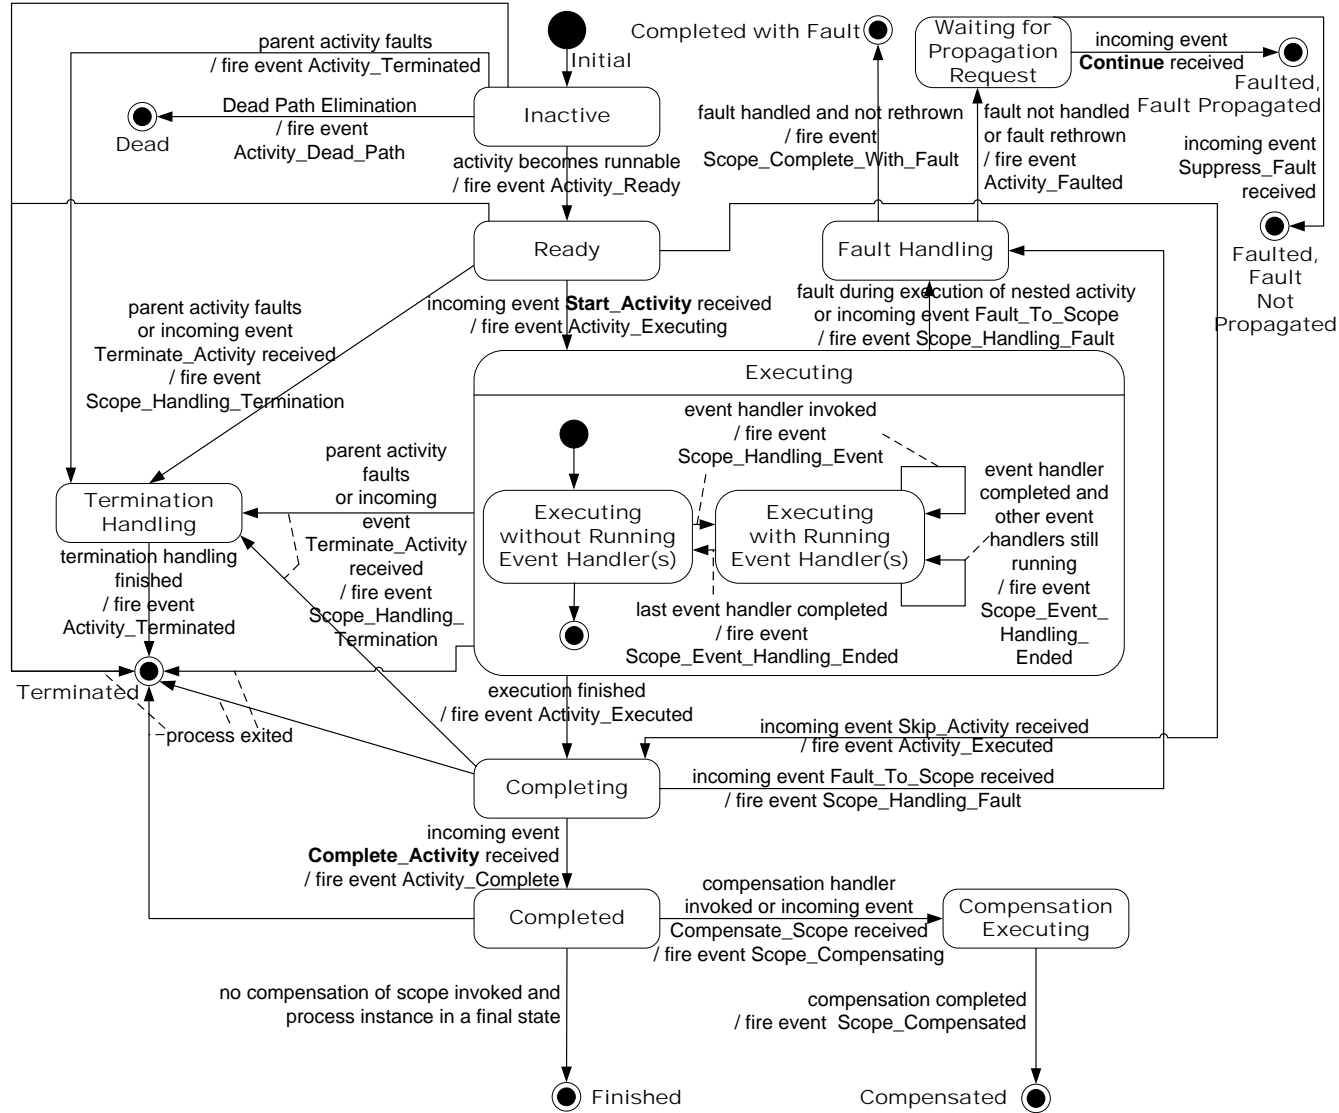 parent activity faults
/ fire event Activity_Terminated
Initial
Completed with Fault
Waiting for
Propagation
Request
incoming event
Continue received
Faulted,
Fault Propagated
Dead Path Elimination
/ fire event
Activity_Dead_Path
Dead
Inactive
fault handled and not rethrown
/ fire event
Scope_Complete_With_Fault
fault not handled
or fault rethrown
/ fire event
Activity_Faulted
incoming event
Suppress_Fault
received
activity becomes runnable
/ fire event Activity_Ready
Ready
Fault Handling
Faulted,
Fault
Not
Propagated
parent activity faults
or incoming event
Terminate_Activity received
/ fire event
Scope_Handling_Termination
incoming event Start_Activity received
/ fire event Activity_Executing
fault during execution of nested activity
or incoming event Fault_To_Scope
/ fire event Scope_Handling_Fault
Executing
event handler invoked
/ fire event
Scope_Handling_Event
parent activity
faults
or incoming
event
Terminate_Activity
received
/ fire event
Scope_Handling_
Termination
event handler
completed and
other event
handlers still
running
/ fire event
Scope_Event_
Handling_
Ended
Termination
Handling
Executing
without Running
Event Handler(s)
Executing
with Running
Event Handler(s)
termination handling
finished
/ fire event
Activity_Terminated
last event handler completed
/ fire event
Scope_Event_Handling_Ended
Terminated
process exited
execution finished
/ fire event Activity_Executed
incoming event Skip_Activity received
/ fire event Activity_Executed
Completing
incoming event Fault_To_Scope received
/ fire event Scope_Handling_Fault
incoming event
Complete_Activity received
/ fire event Activity_Complete
Completed
compensation handler
invoked or incoming event
Compensate_Scope received
/ fire event Scope_Compensating
Compensation
Executing
no compensation of scope invoked and
process instance in a final state
compensation completed
/ fire event  Scope_Compensated
Finished
Compensated